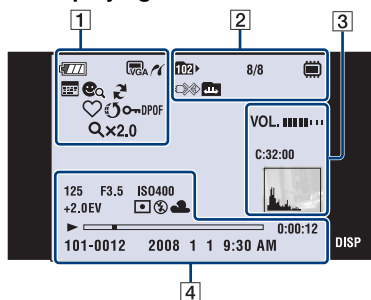 1
2
3
VGA
102
8/8
DPOF
×2.0
VOL.
C:32:00
125 F3.5 ISO400
+2.0EV
0:00:12
101-0012 2008 1 1 9:30 AM
DISP
4